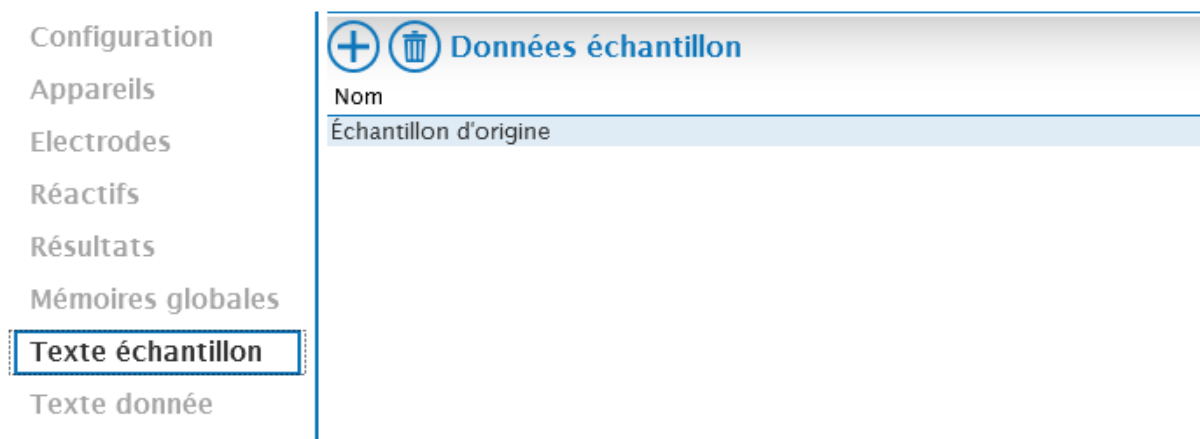 Configuration
Appareils
Electrodes
Réactifs
Résultats
Mémoires globales
Texte échantillon
Texte donnée
Données échantillon
Nom
Échantillon d'origine